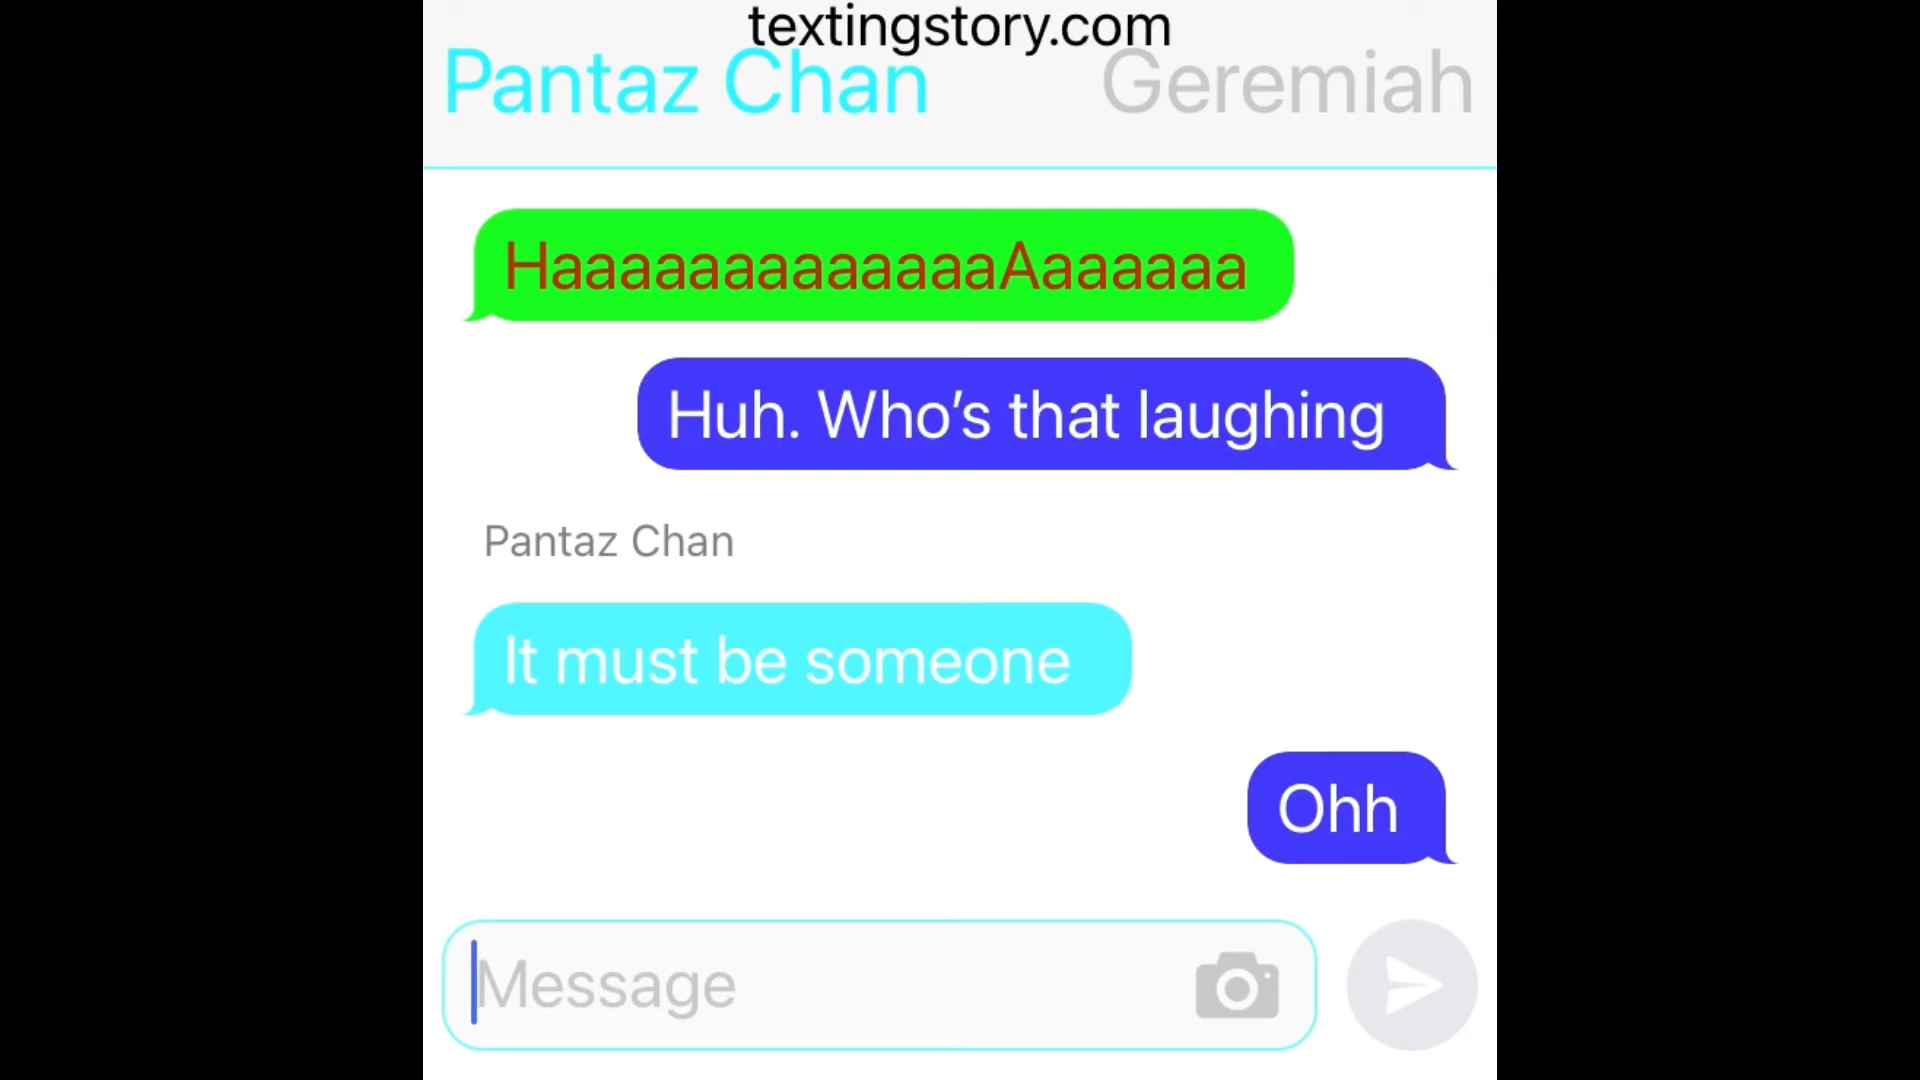 textingstory.com
Pantaz Chan Geremiah
HaaaaaaaaaaaaaAaaaaaa
Huh. Who’s that laughing
Pantaz Chan
It must be someone
Ohh
Message